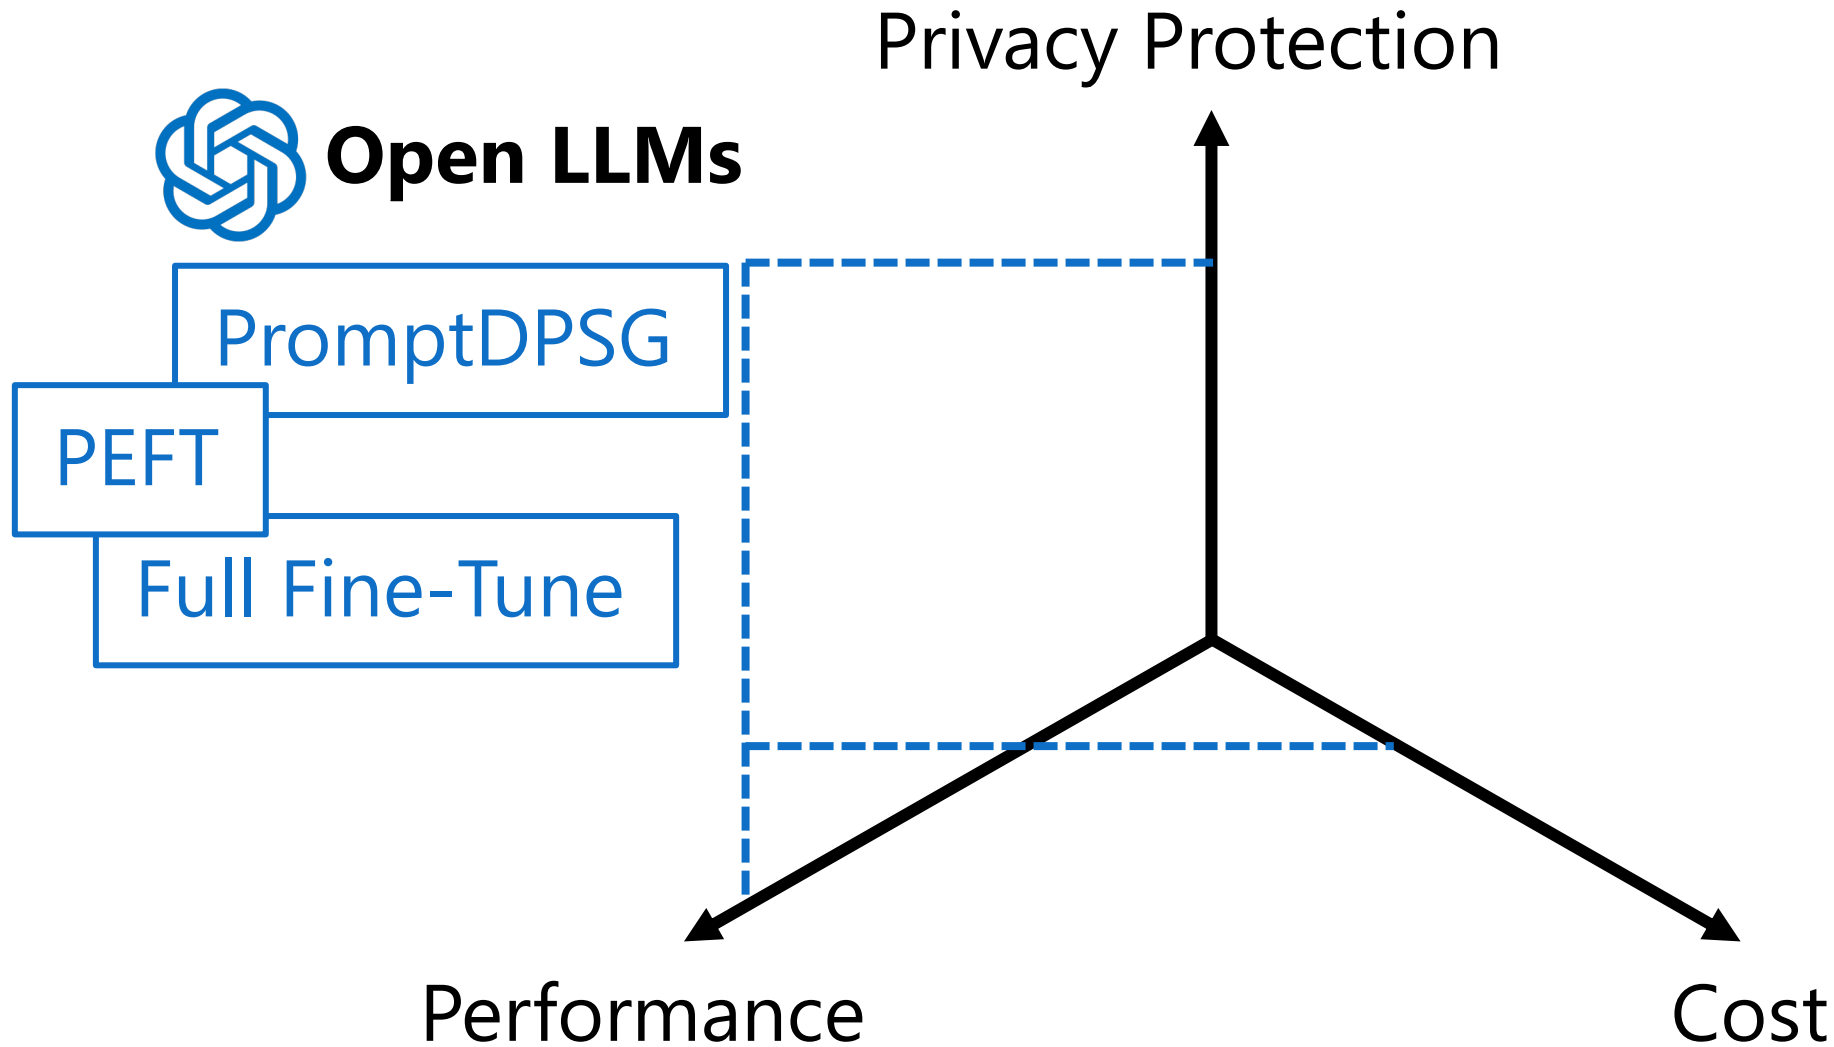 Privacy Protection
Open LLMs
PromptDPSG
PEFT
Full Fine-Tune
Performance
Cost